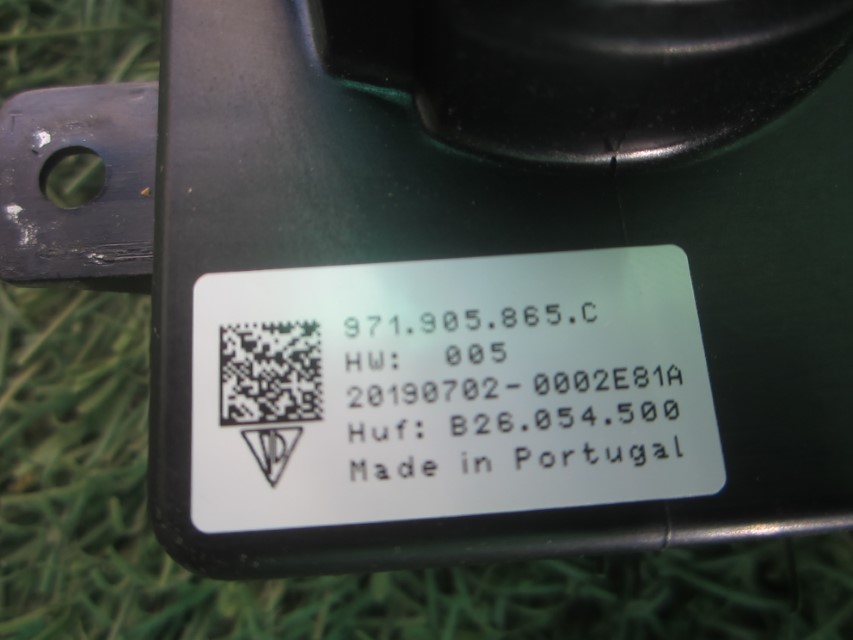 971.905.865.C
HW: 005
20190702-0002E81A
Huf: B26.054.500
Made in Portugal